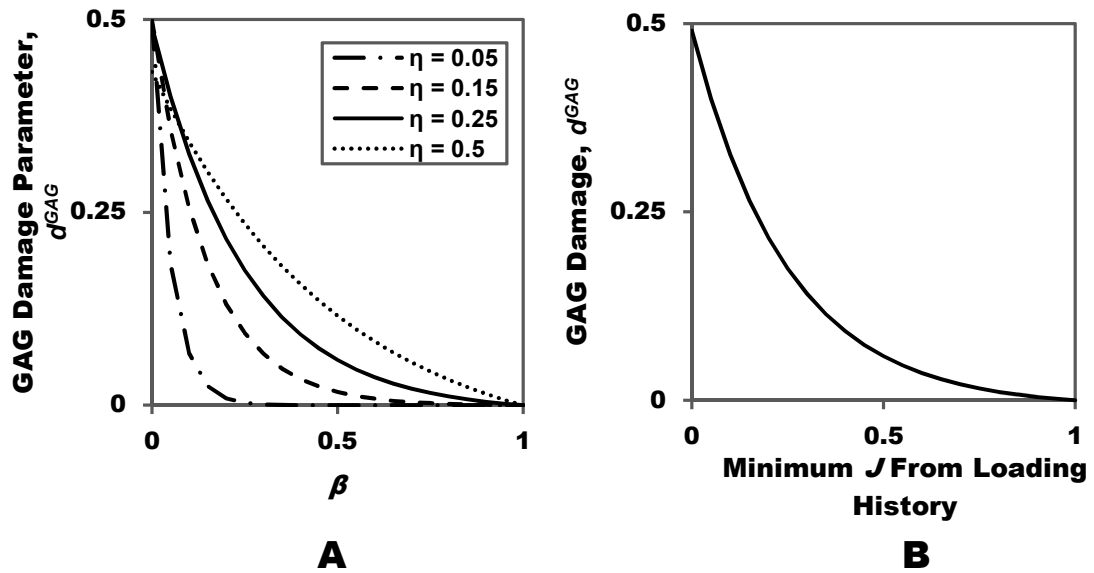 GAG Damage Parameter,
d^GAG
0.5
0.25
0
0
0.5
1
β
η = 0.05
η = 0.15
η = 0.25
η = 0.5
A
GAG Damage, d^GAG
0.5
0.25
0
0
0.5
1
Minimum J From Loading
History
B